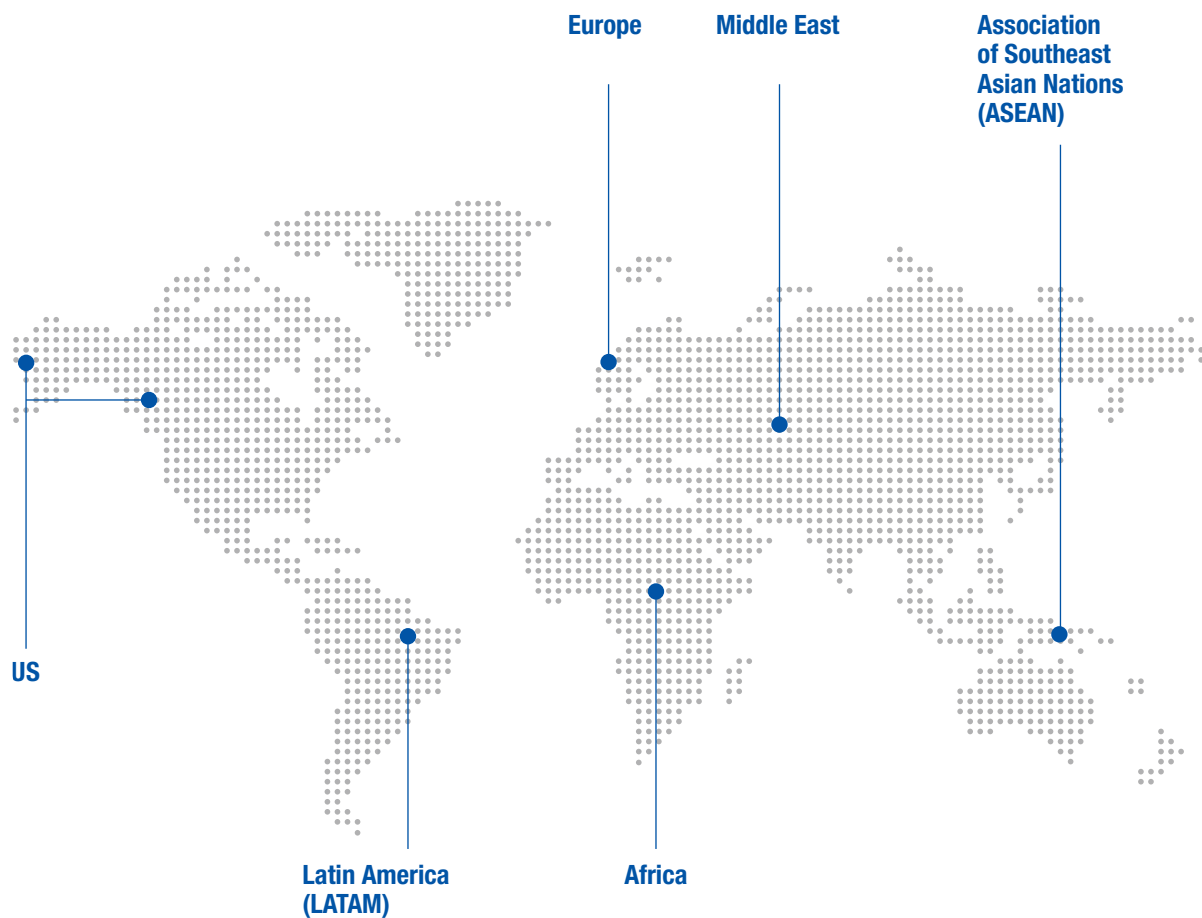 Europe
Middle East
Association
of Southeast
Asian Nations
(ASEAN)
US
Latin America
(LATAM)
Africa